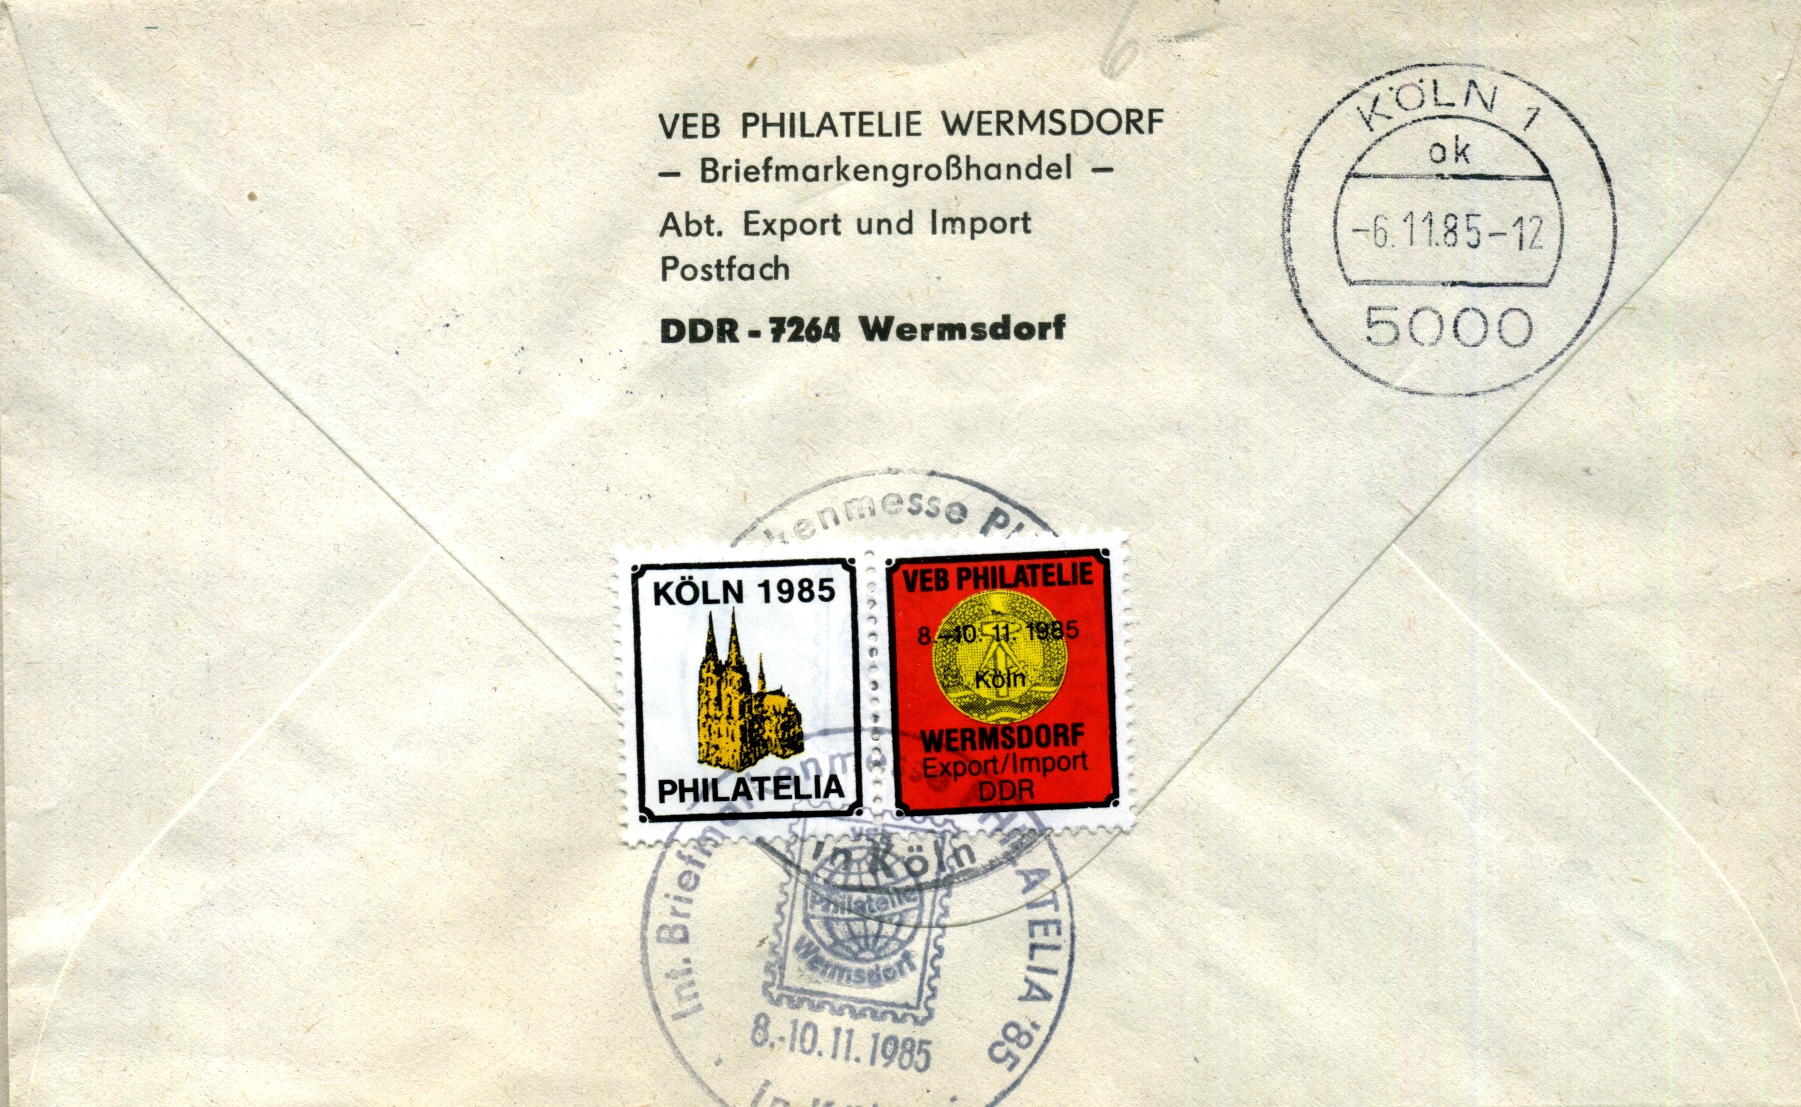 6 –
VEB PHILATELIE WERMSDORF
– Briefmarkengroßhandel –
Abt. Export und Import
Postfach
DDR - 7264 Wermsdorf
KÖLN 1
ok
-6.11.85-12
5000
KÖLN 1985
PHILATELIA
VEB PHILATELIE
8.-10. 11. 1985
Köln
WERMSDORF
Export/Import
DDR
in Köln
Int. Briefmarkenmesse PHILATELIA '85
VEB
Philatelie
Wermsdorf
8.-10.11.1985